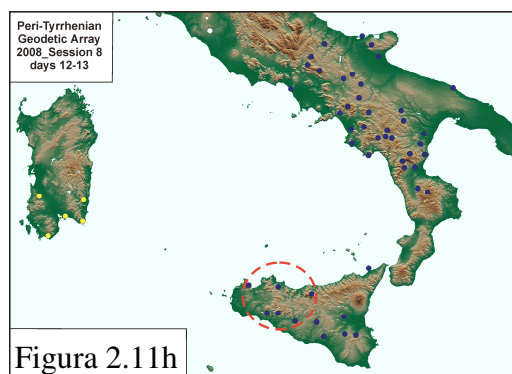 Peri-Tyrrhenian
Geodetic Array
2008_Session 8
days 12-13
Figura 2.11h